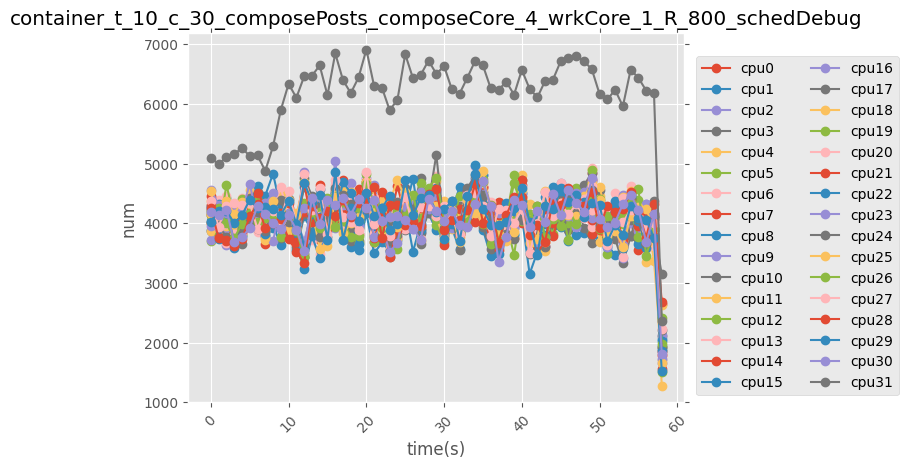 container_t_10_c_30_composePosts_composeCore_4_wrkCore_1_R_800_schedDebug
7000
6000
5000
4000
3000
2000
1000
num
0
10
20
30
40
50
60
time(s)
cpu0
cpu1
cpu2
cpu3
cpu4
cpu5
cpu6
cpu7
cpu8
cpu9
cpu10
cpu11
cpu12
cpu13
cpu14
cpu15
cpu16
cpu17
cpu18
cpu19
cpu20
cpu21
cpu22
cpu23
cpu24
cpu25
cpu26
cpu27
cpu28
cpu29
cpu30
cpu31